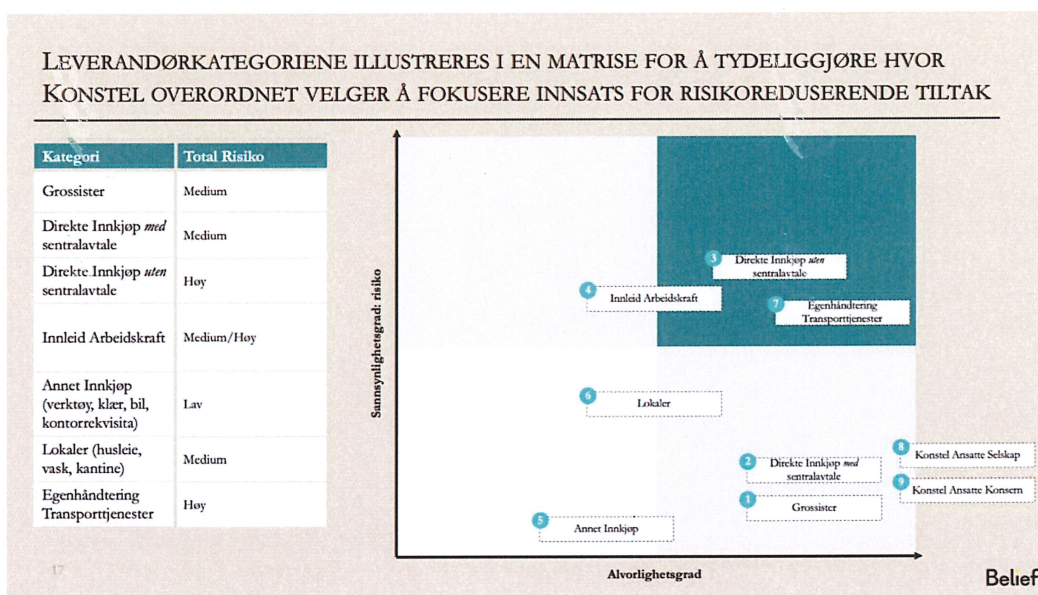 LEVERANDØRKATEGORIENE ILLUSTRERES I EN MATRISE FOR Å TYDELIGGJØRE HVOR
KONSTEL OVERORDNET VELGER Å FOKUSERE INNSATS FOR RISIKOREDUSERENDE TILTAK
Kategori Total Risiko
Grossister Medium
Direkte Innkjøp med
sentralavtale
Medium
Direkte Innkjøp uten
sentralavtale
Høy
Innleid Arbeidskraft Medium/Høy
Annet Innkjøp
(verktøy, klær, bil,
kontorrekvisita)
Lav
Lokaler (husleie,
vask, kantine)
Medium
Egenhåndtering
Transporttjenester
Høy
Sannsynlighetsgrad: risiko
3 Direkte Innkjøp uten
sentralavtale
4 Innleid Arbeidskraft
7 Egenhåndtering
Transporttjenester
6 Lokaler
8 Konstel Ansatte Selskap
2 Direkte Innkjøp med
sentralavtale
9 Konstel Ansatte Konsern
1 Grossister
5 Annet Innkjøp
Alvorlighetsgrad
17
Belief